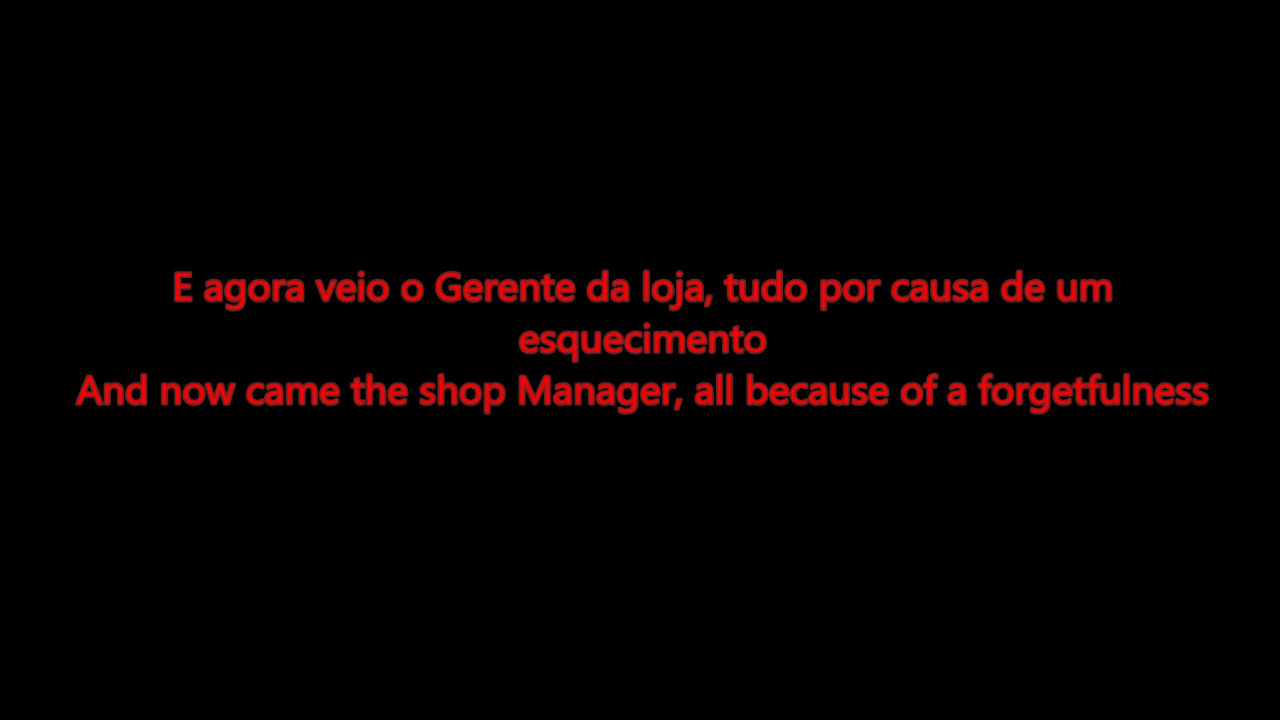 E agora veio o Gerente da loja, tudo por causa de um
esquecimento
And now came the shop Manager, all because of a forgetfulness